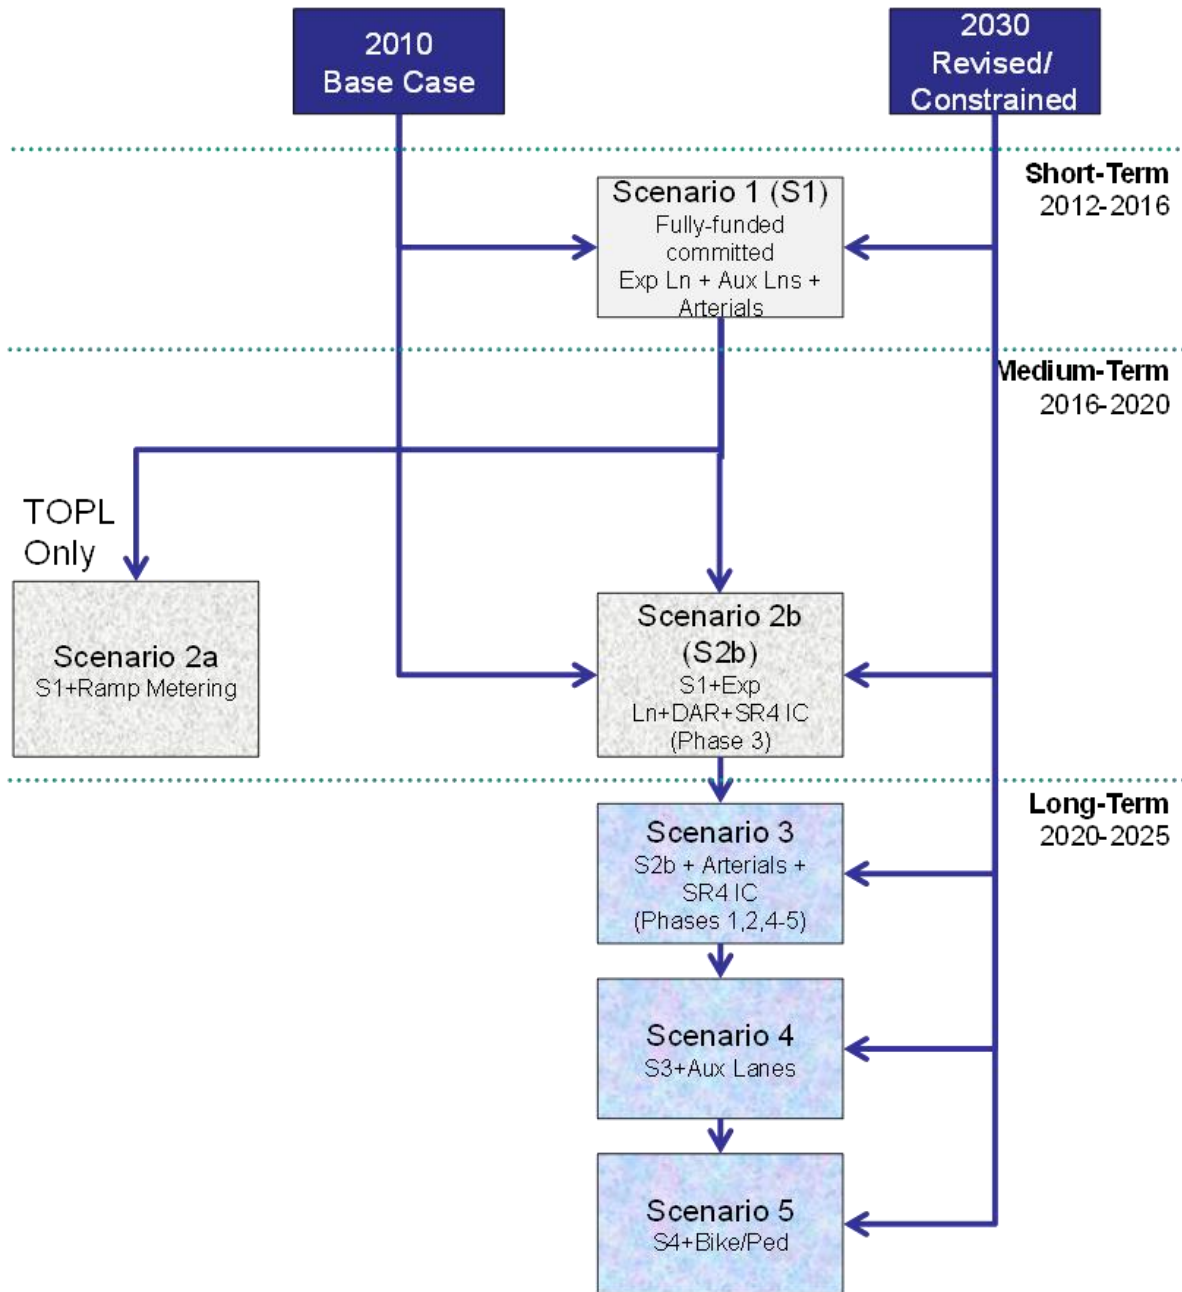 2010
Base Case
2030
Revised/
Constrained
Short-Term
2012-2016
Scenario 1 (S1)
Fully-funded
committed
Exp Ln + Aux Lns +
Arterials
Medium-Term
2016-2020
TOPL
Only
Scenario 2a
S1+Ramp Metering
Scenario 2b
(S2b)
S1+Exp
Ln+DAR+SR4 IC
(Phase 3)
Long-Term
2020-2025
Scenario 3
S2b + Arterials +
SR4 IC
(Phases 1,2,4-5)
Scenario 4
S3+Aux Lanes
Scenario 5
S4+Bike/Ped